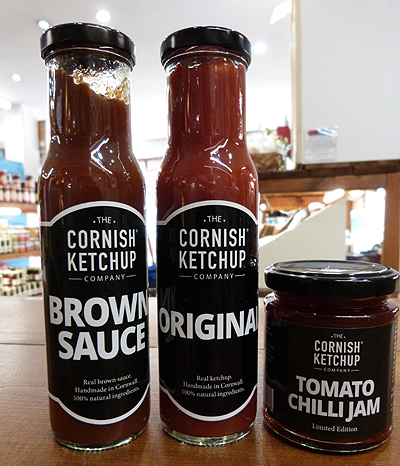 ·THE·
CORNISH®
KETCHUP
COMPANY
BROWN
SAUCE
Real brown sauce.
Handmade in Cornwall.
100% natural ingredients.
·THE·
CORNISH®
KETCHUP
COMPANY
ORIGINAL
Real ketchup.
Handmade in Cornwall.
100% natural ingredients.
·THE·
CORNISH®
KETCHUP
COMPANY
TOMATO
CHILLI JAM
Limited Edition